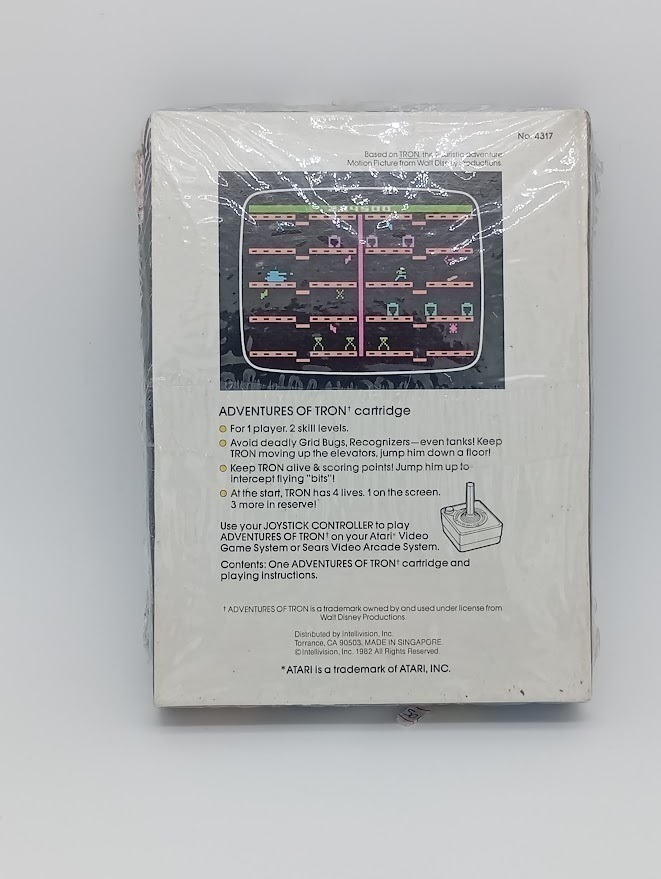 No. 4317
Based on TRON, the futuristic adventure
Motion Picture from Walt Disney Productions.
ADVENTURES OF TRON† cartridge
For 1 player. 2 skill levels.
Avoid deadly Grid Bugs, Recognizers—even tanks! Keep
TRON moving up the elevators, jump him down a floor!
Keep TRON alive & scoring points! Jump him up to
intercept flying "bits"!
At the start, TRON has 4 lives. 1 on the screen.
3 more in reserve!
Use your JOYSTICK CONTROLLER to play
ADVENTURES OF TRON† on your Atari* Video
Game System or Sears Video Arcade System.
Contents: One ADVENTURES OF TRON† cartridge and
playing instructions.
† ADVENTURES OF TRON is a trademark owned by and used under license from
Walt Disney Productions.
Distributed by Intellivision, Inc.
Torrance, CA 90503, MADE IN SINGAPORE.
© Intellivision, Inc. 1982 All Rights Reserved.
*ATARI is a trademark of ATARI, INC.